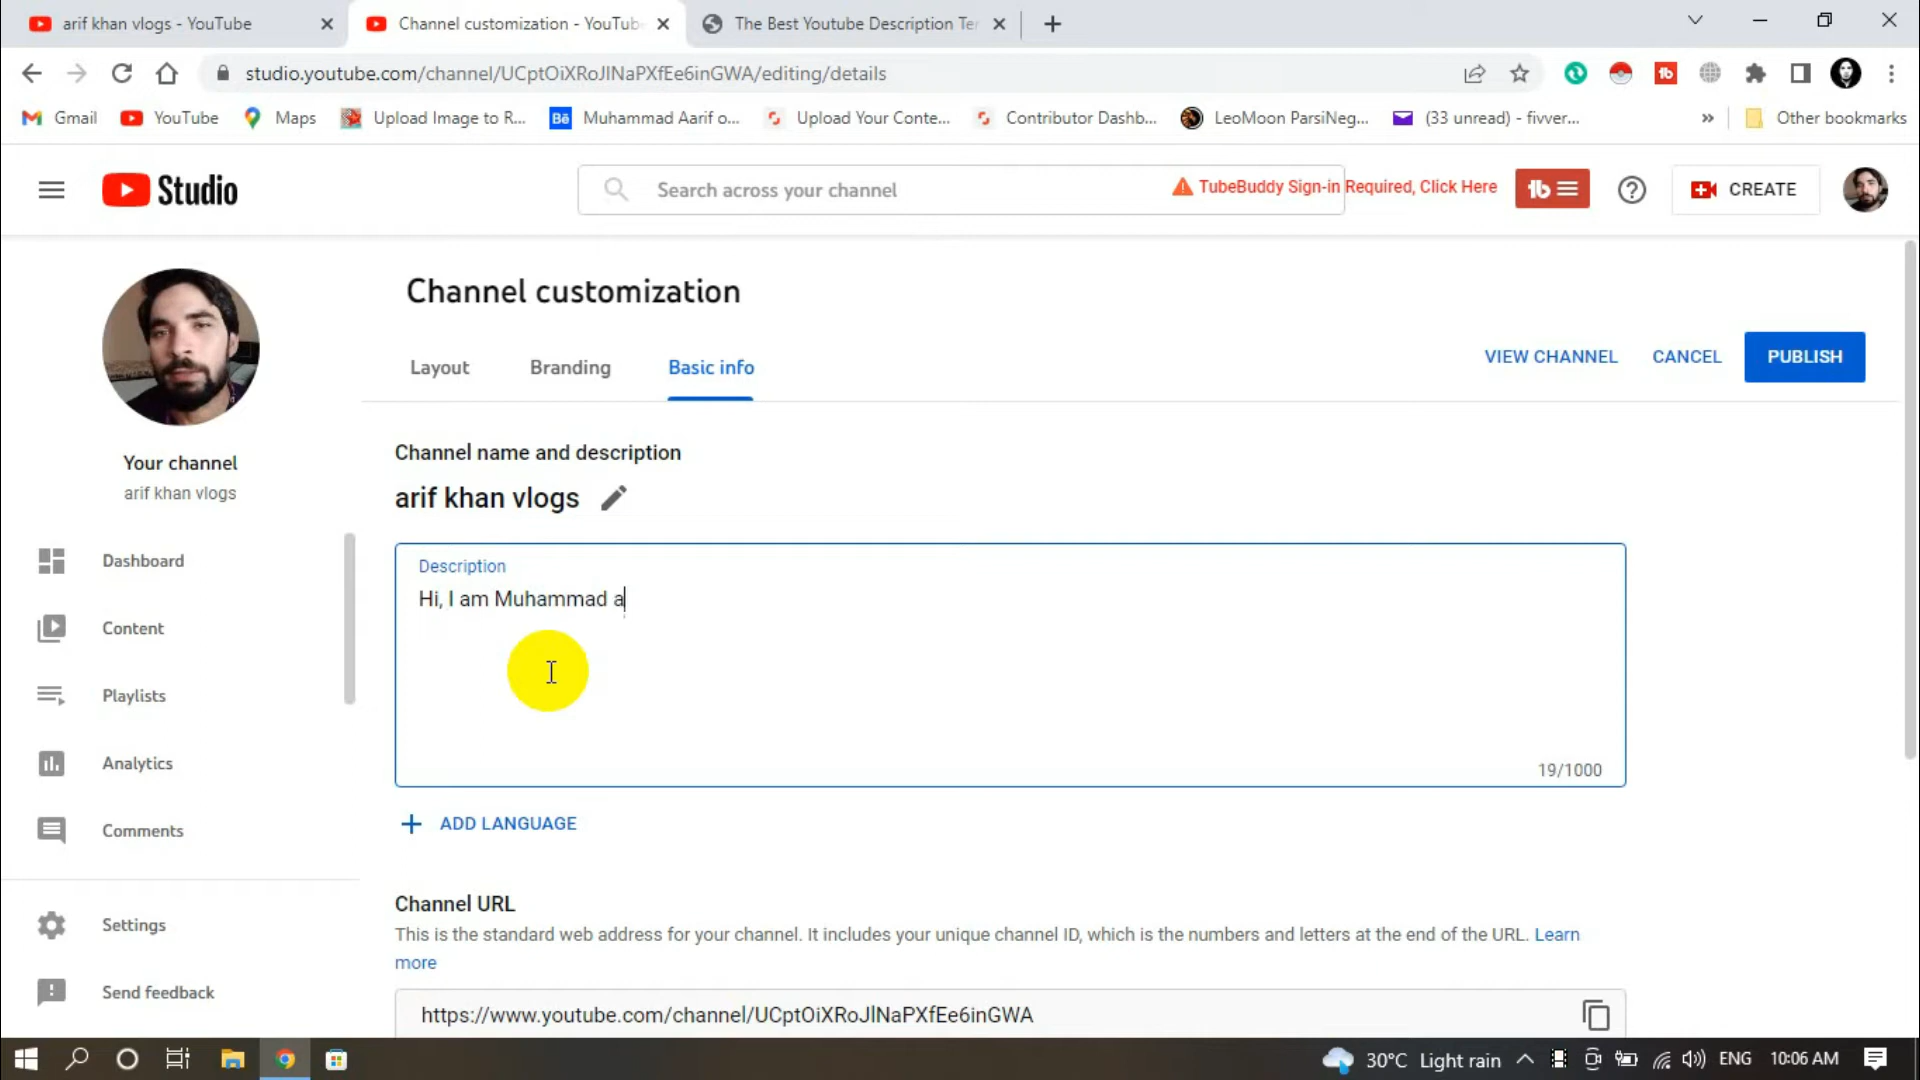 arif khan vlogs - YouTube
Channel customization - YouTub
The Best Youtube Description Ter
studio.youtube.com/channel/UCptOiXRoJlNaPXfEe6inGWA/editing/details
Gmail
YouTube
Maps
Upload Image to R...
Bē
Muhammad Aarif o...
Upload Your Conte...
Contributor Dashb...
LeoMoon ParsiNeg...
(33 unread) - fivver...
»
Other bookmarks
Studio
Search across your channel
TubeBuddy Sign-in Required, Click Here
CREATE
Channel customization
Layout
Branding
Basic info
VIEW CHANNEL
CANCEL
PUBLISH
Your channel
arif khan vlogs
Dashboard
Content
Playlists
Analytics
Comments
Settings
Send feedback
Channel name and description
arif khan vlogs
Description
Hi, I am Muhammad a
19/1000
ADD LANGUAGE
Channel URL
This is the standard web address for your channel. It includes your unique channel ID, which is the numbers and letters at the end of the URL. Learn
more
https://www.youtube.com/channel/UCptOiXRoJlNaPXfEe6inGWA
30°C Light rain
ENG
10:06 AM